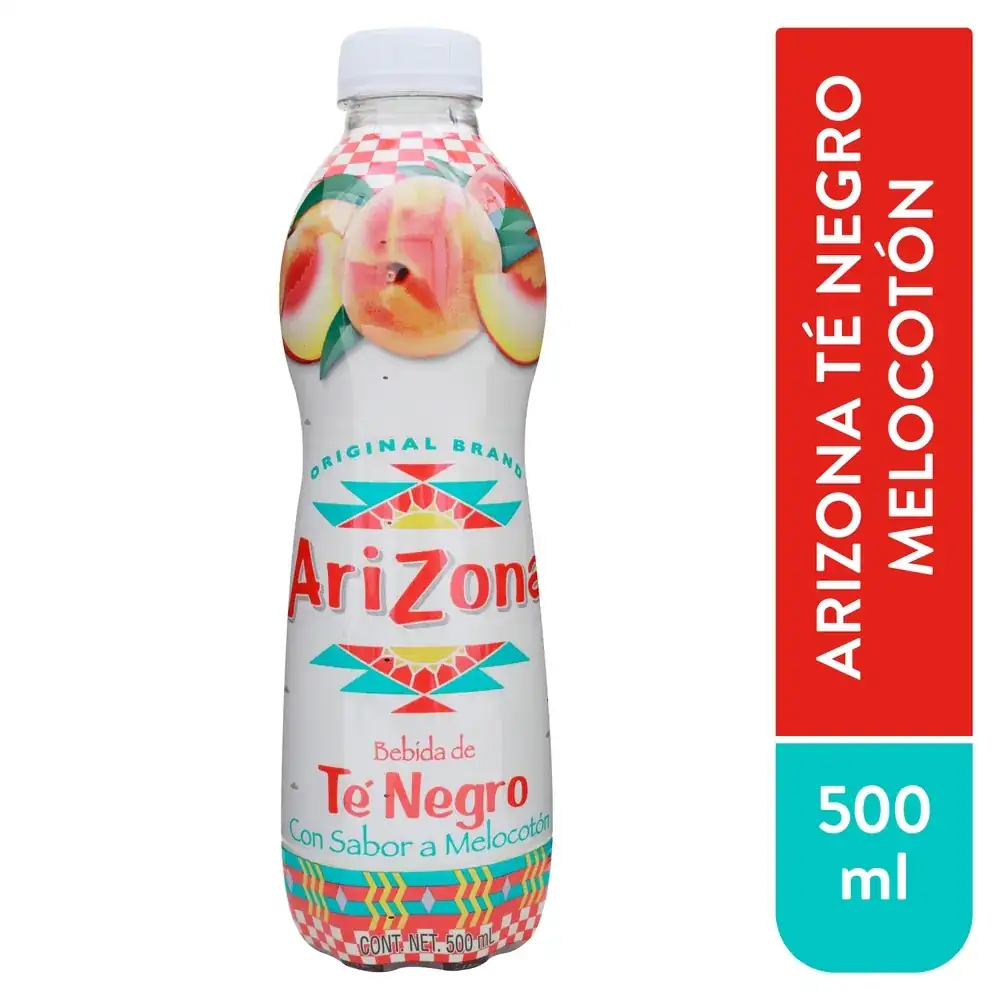 ORIGINAL BRAND
AriZona
Bebida de
Té Negro
Con Sabor a Melocotón
CONT. NET. 500 mL
ARIZONA TÉ NEGRO
MELOCOTÓN
500
ml